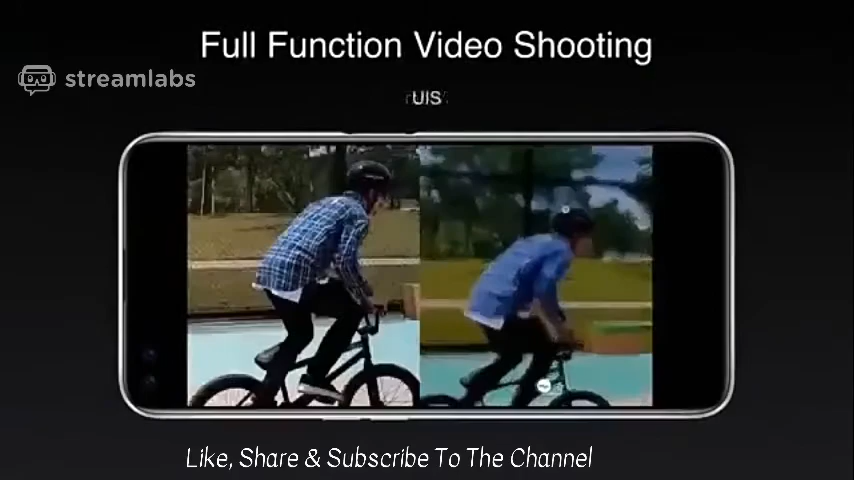 Full Function Video Shooting
streamlabs
UIS
Like, Share & Subscribe To The Channel